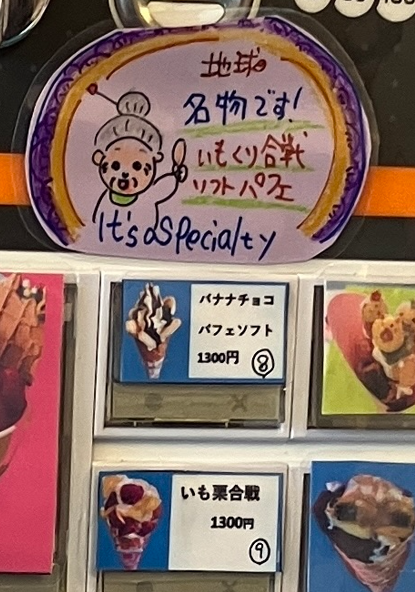 地球の
名物です!
いもくり合戦
ソフトパフェ
It's a Specialty
バナナチョコ
パフェソフト
1300円 ⑧
いも栗合戦
1300円
⑨